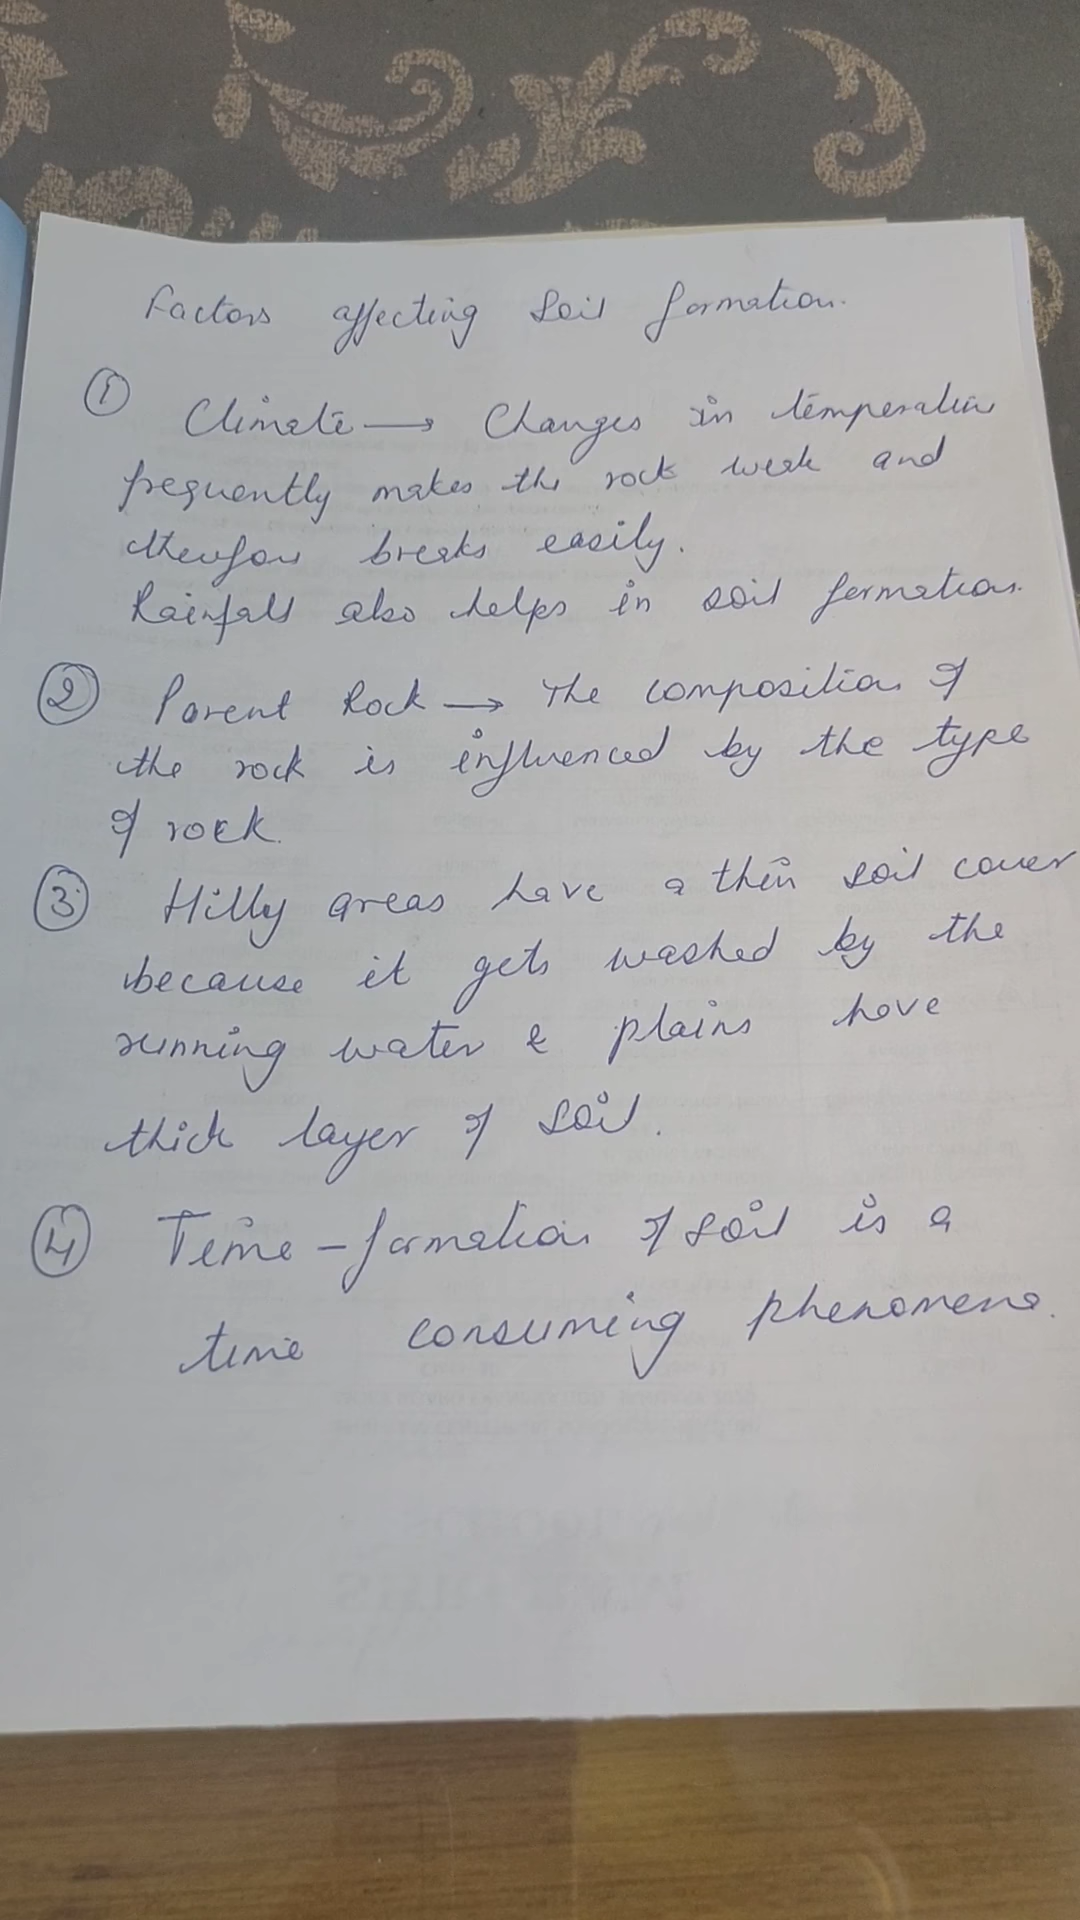 Factors affecting Soil formation.
① Climate → Changes in temperature
frequently makes the rock weak and
therefore breaks easily.
Rainfall also helps in soil formation.
② Parent Rock → The composition of
the rock is influenced by the type
of rock.
③ Hilly areas have a thin soil cover
because it gets washed by the
running water & plains have
thick layer of soil.
④ Time - formation of soil is a
time consuming phenomena.